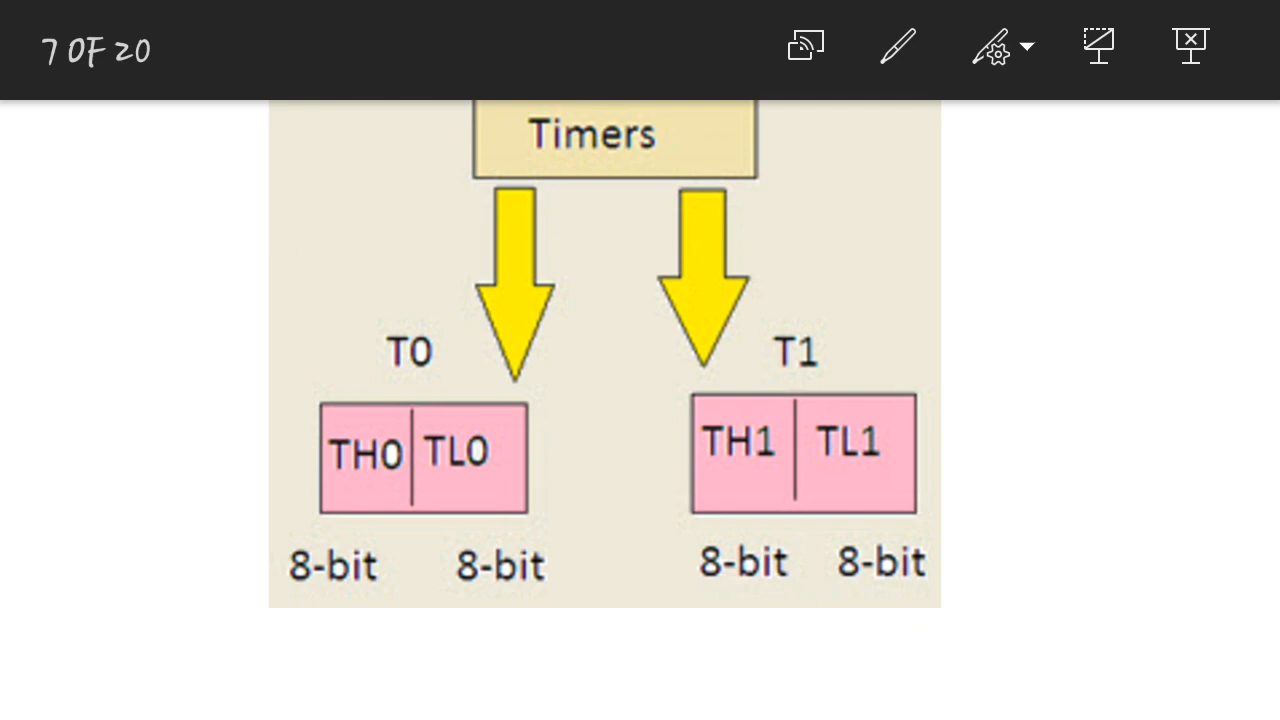 7 OF 20
Timers
T0 T1
TH0 TL0 TH1 TL1
8-bit 8-bit 8-bit 8-bit